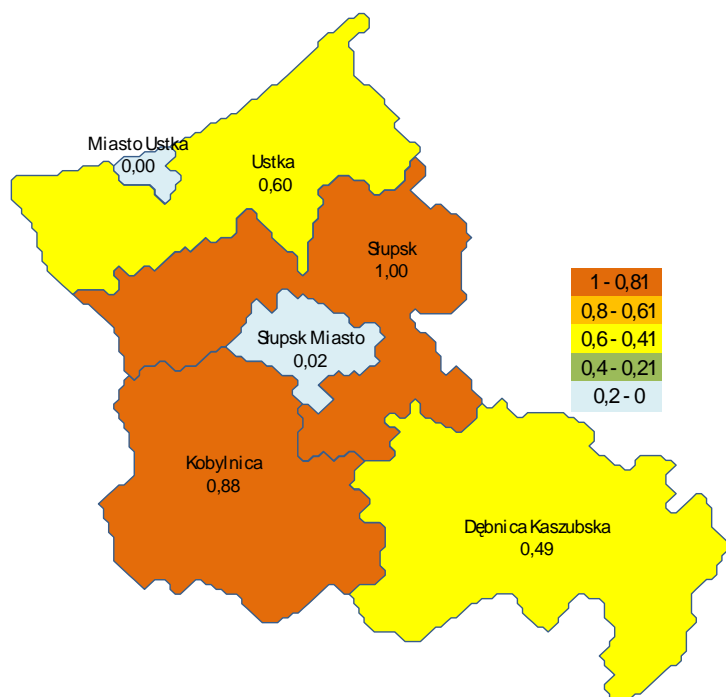 Miasto Ustka
0,00
Ustka
0,60
Słupsk
1,00
Słupsk Miasto
0,02
Kobylnica
0,88
Dębnica Kaszubska
0,49
1 - 0,81
0,8 - 0,61
0,6 - 0,41
0,4 - 0,21
0,2 - 0